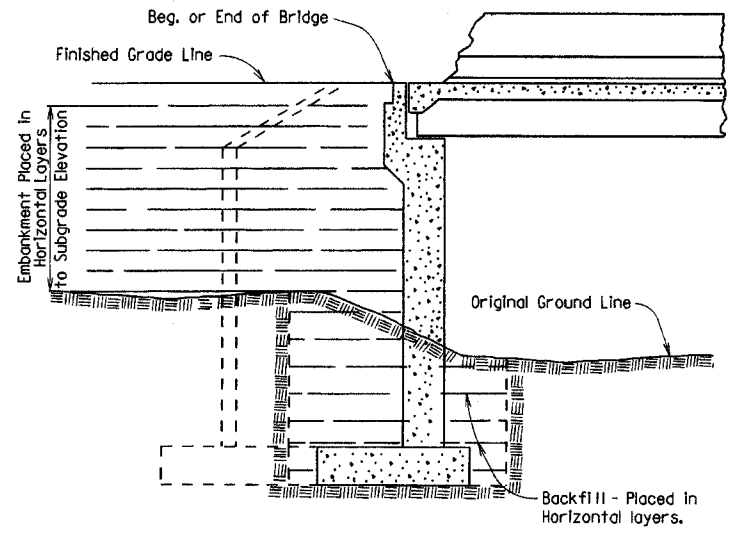 Beg. or End of Bridge
Finished Grade Line
Embankment Placed in
Horizontal Layers
to Subgrade Elevation
Original Ground Line
Backfill - Placed in
Horizontal layers.